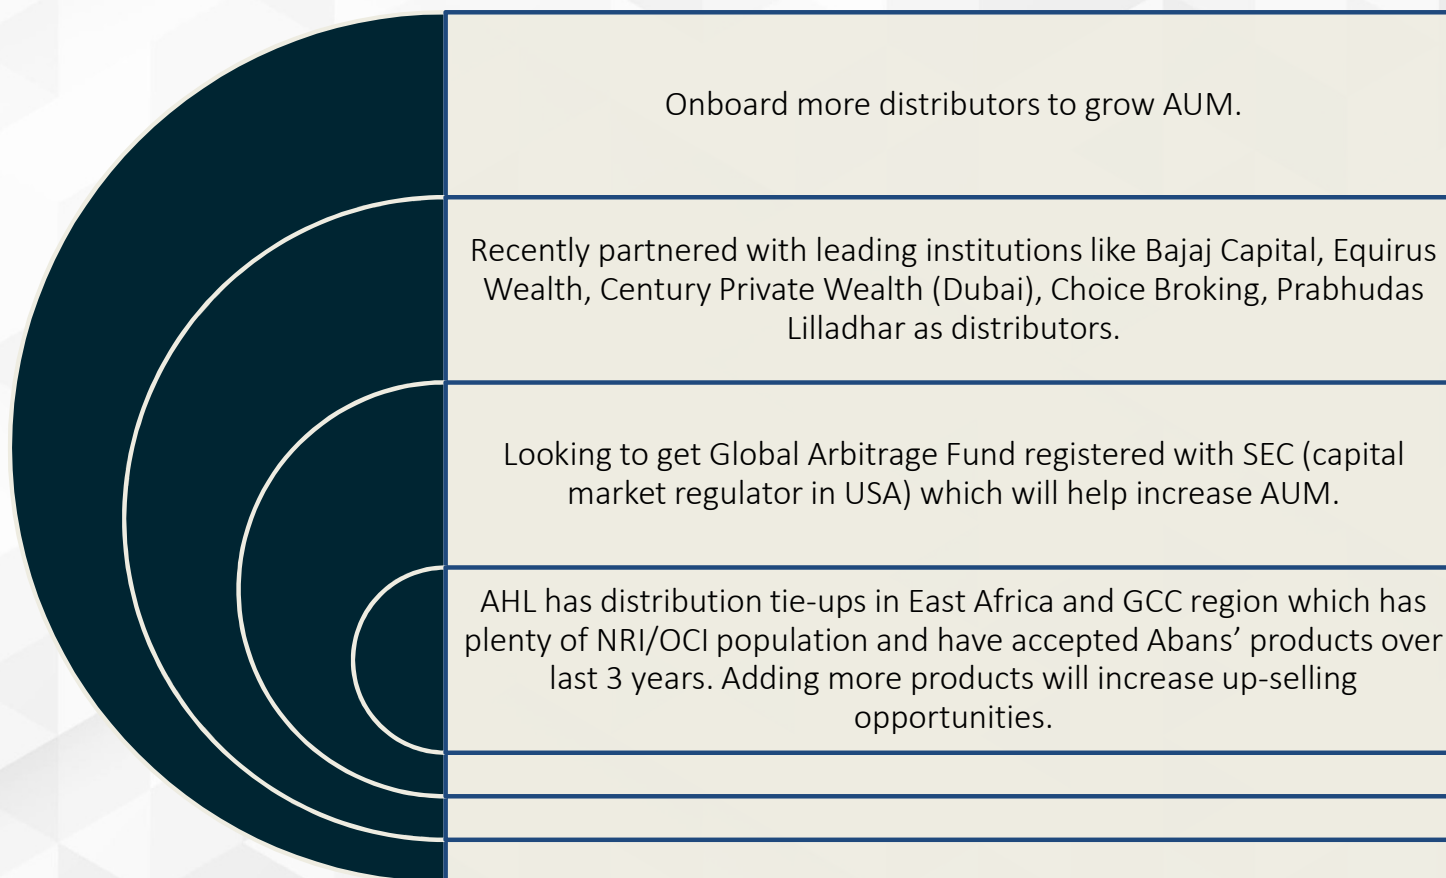 Onboard more distributors to grow AUM.
Recently partnered with leading institutions like Bajaj Capital, Equirus
Wealth, Century Private Wealth (Dubai), Choice Broking, Prabhudas
Lilladhar as distributors.
Looking to get Global Arbitrage Fund registered with SEC (capital
market regulator in USA) which will help increase AUM.
AHL has distribution tie-ups in East Africa and GCC region which has
plenty of NRI/OCI population and have accepted Abans’ products over
last 3 years. Adding more products will increase up-selling
opportunities.